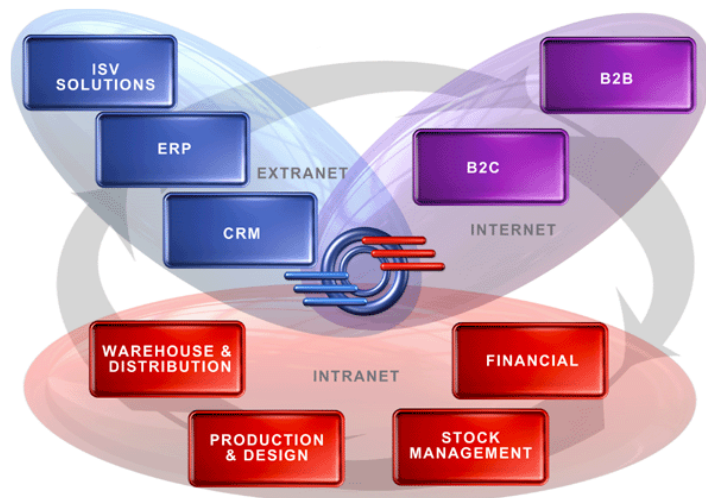 ISV
SOLUTIONS
B2B
ERP
B2C
EXTRANET
CRM
INTERNET
WAREHOUSE &
DISTRIBUTION
FINANCIAL
INTRANET
PRODUCTION
& DESIGN
STOCK
MANAGEMENT